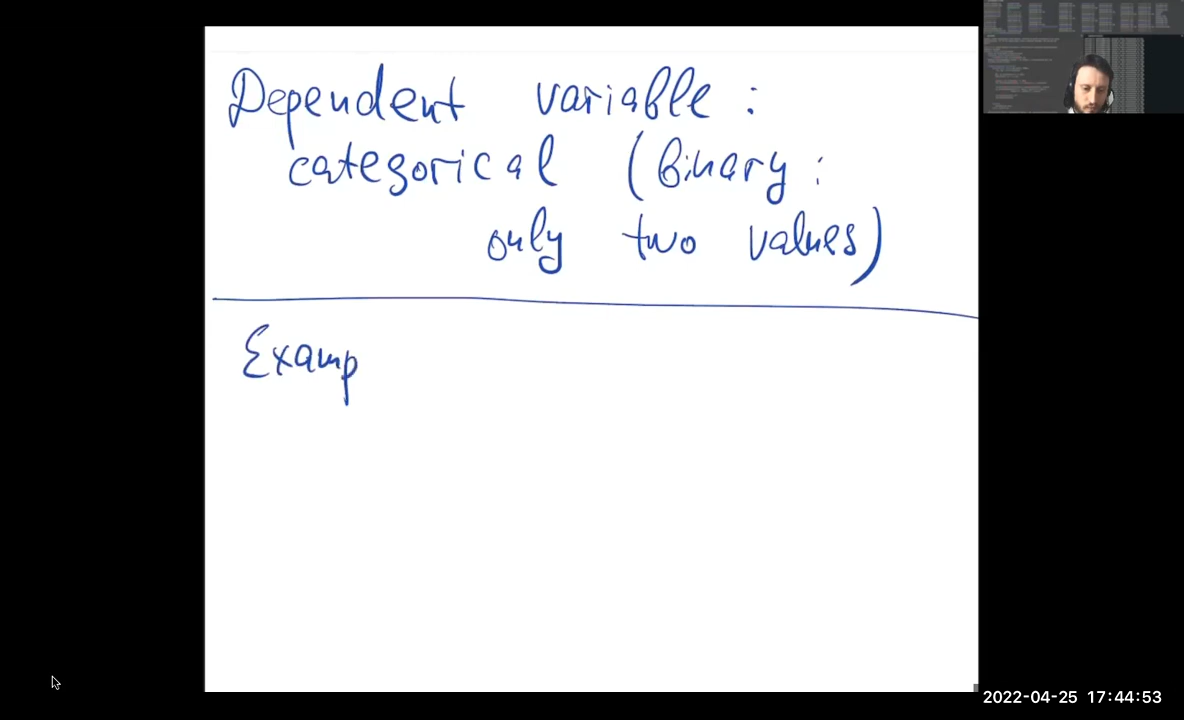 Dependent variable:
categorical (binary:
only two values)
Examp
2022-04-25 17:44:53